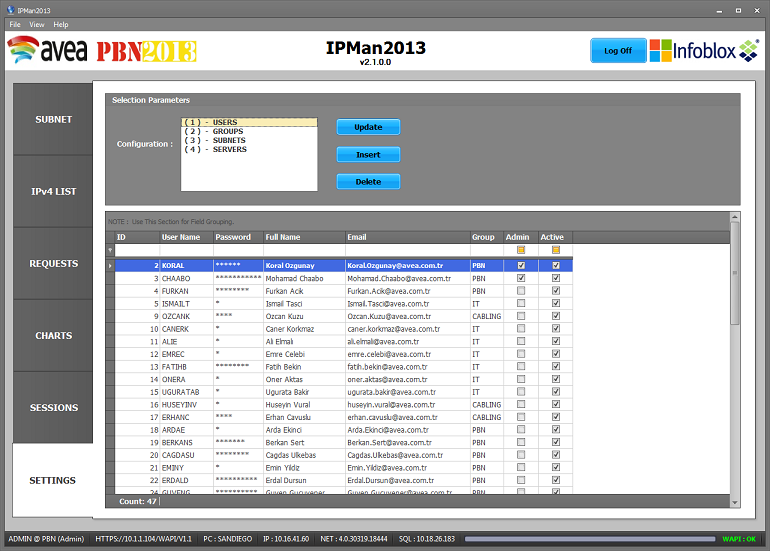 IPMan2013
File View Help
avea PBN2013
IPMan2013
v2.1.0.0
Log Off
Infoblox
SUBNET
IPv4 LIST
REQUESTS
CHARTS
SESSIONS
SETTINGS
Selection Parameters
Configuration :
( 1 ) - USERS
( 2 ) - GROUPS
( 3 ) - SUBNETS
( 4 ) - SERVERS
Update
Insert
Delete
NOTE : Use This Section for Field Grouping.
ID User Name Password Full Name Email Group Admin Active
2 KORAL ****** Koral Ozgunay Koral.Ozgunay@avea.com.tr PBN
3 CHAABO *********** Mohamad Chaabo Mohamad.Chaabo@avea.com.tr PBN
4 FURKAN ******** Furkan Acik Furkan.Acik@avea.com.tr PBN
5 ISMAILT * Ismail Tasci Ismail.Tasci@avea.com.tr IT
9 OZCANK **** Ozcan Kuzu Ozcan.Kuzu@avea.com.tr CABLING
10 CANERK * Caner Korkmaz caner.korkmaz@avea.com.tr IT
11 ALIE * Ali Elmalı ali.elmali@avea.com.tr IT
12 EMREC * Emre Celebi emre.celebi@avea.com.tr IT
13 FATIHB ******** Fatih Bekin fatih.bekin@avea.com.tr IT
14 ONERA * Oner Aktas oner.aktas@avea.com.tr IT
15 UGURATAB * Ugurata Bakir ugurata.bakir@avea.com.tr IT
16 HUSEYINV * Huseyin Vural huseyin.vural@avea.com.tr CABLING
17 ERHANC **** Erhan Cavuslu erhan.cavuslu@avea.com.tr CABLING
18 ARDAE * Arda Ekinci Arda.Ekinci@avea.com.tr PBN
19 BERKANS ******* Berkan Sert Berkan.Sert@avea.com.tr PBN
20 CAGDASU ******** Cagdas Ulkebas Cagdas.Ulkebas@avea.com.tr PBN
21 EMINY * Emin Yildiz Emin.Yildiz@avea.com.tr PBN
22 ERDALD ********** Erdal Dursun Erdal.Dursun@avea.com.tr PBN
24 GUVENG ********** Guven Gucuyener Guven.Gucuyener@avea.com.tr PBN
Count: 47
ADMIN @ PBN (Admin) HTTPS://10.1.1.104/WAPI/V1.1 PC : SANDIEGO IP : 10.16.41.60 NET : 4.0.30319.18444 SQL : 10.18.26.183 WAPI : OK